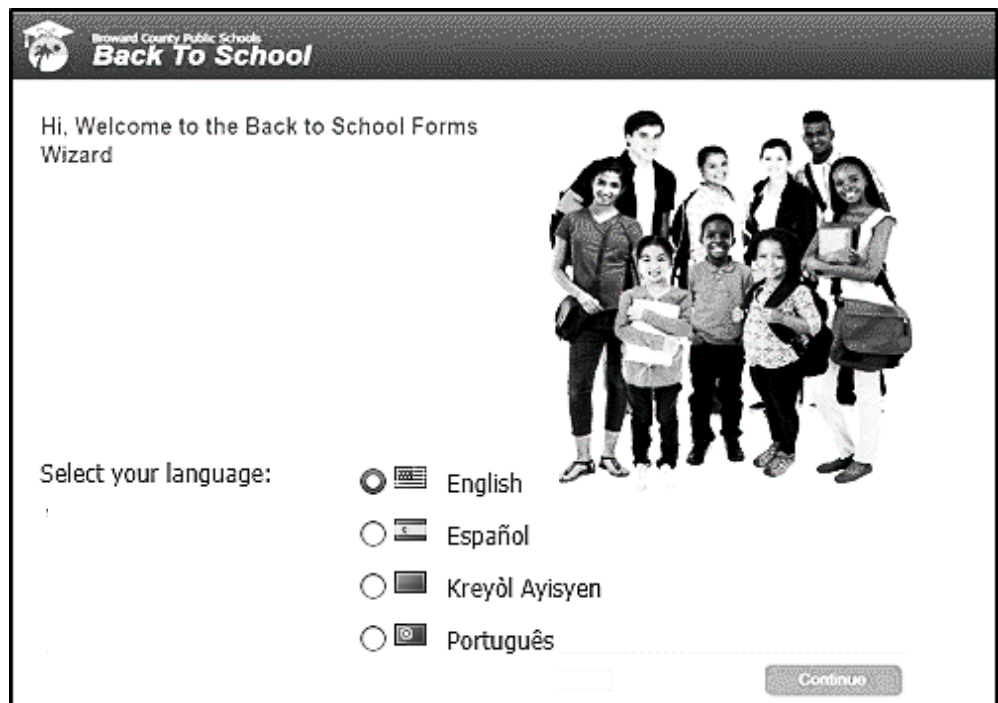 Broward County Public Schools
Back To School
Hi, Welcome to the Back to School Forms
Wizard
Select your language:
English
Español
Kreyòl Ayisyen
Português
Continue